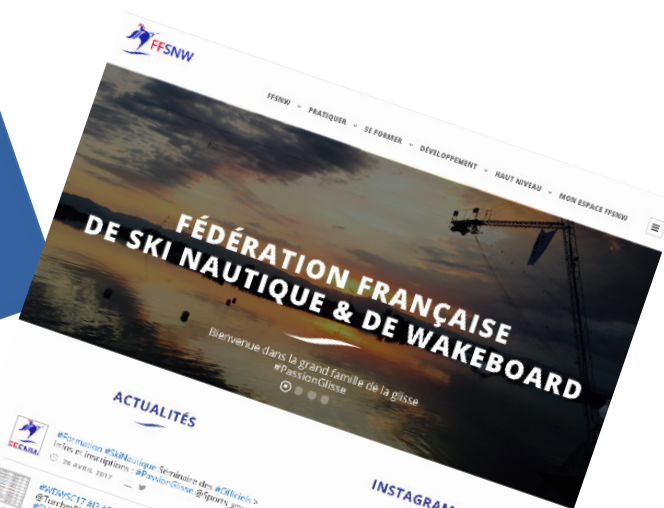 FFSNW
FFSNW
PRATIQUER
SE FORMER
DÉVELOPPEMENT
HAUT NIVEAU
MON ESPACE FFSNW
FÉDÉRATION FRANÇAISE
DE SKI NAUTIQUE & DE WAKEBOARD
Bienvenue dans la grand famille de la glisse
#PassionGlisse
ACTUALITÉS
INSTAGRAM
#Formation #SkiNautique Séminaire des #Officiels >
Infos et inscriptions : #PassionGlisse @Sports_gouv
26 AVRIL 2017